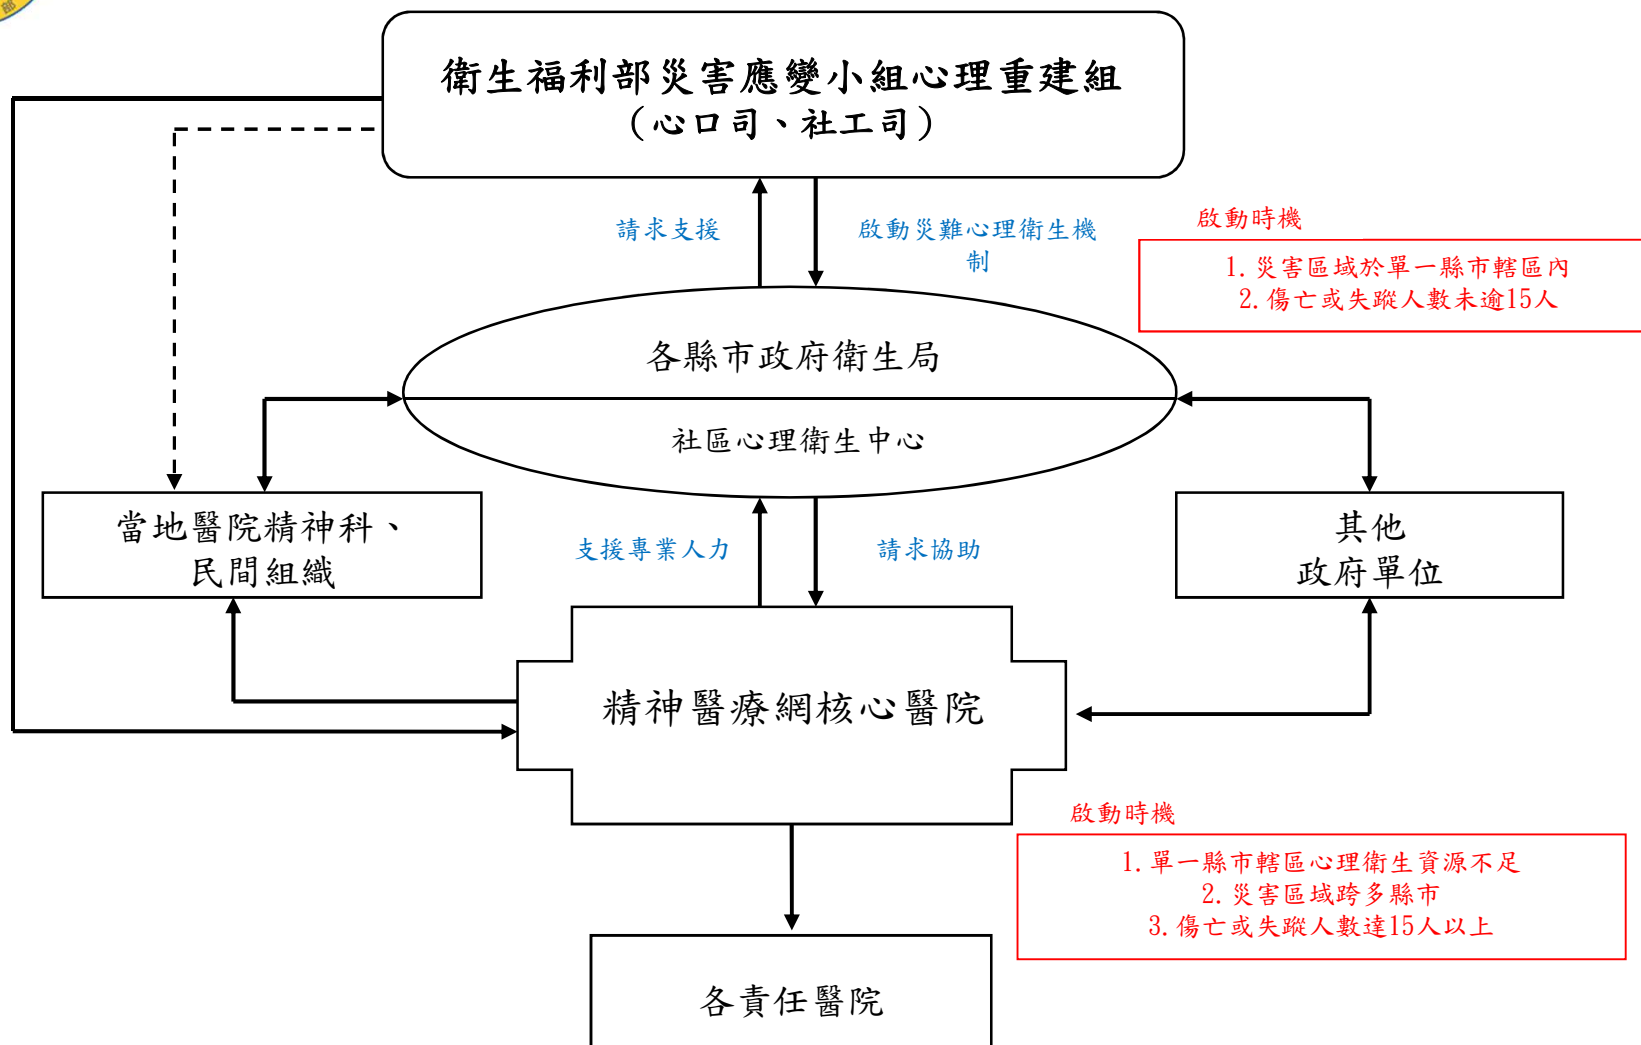 部
衛生福利部災害應變小組心理重建組
（心口司、社工司）
請求支援
啟動災難心理衛生機
制
啟動時機
1.災害區域於單一縣市轄區內
2.傷亡或失蹤人數未逾15人
各縣市政府衛生局
社區心理衛生中心
當地醫院精神科、
民間組織
支援專業人力
請求協助
其他
政府單位
精神醫療網核心醫院
啟動時機
1.單一縣市轄區心理衛生資源不足
2.災害區域跨多縣市
3.傷亡或失蹤人數達15人以上
各責任醫院